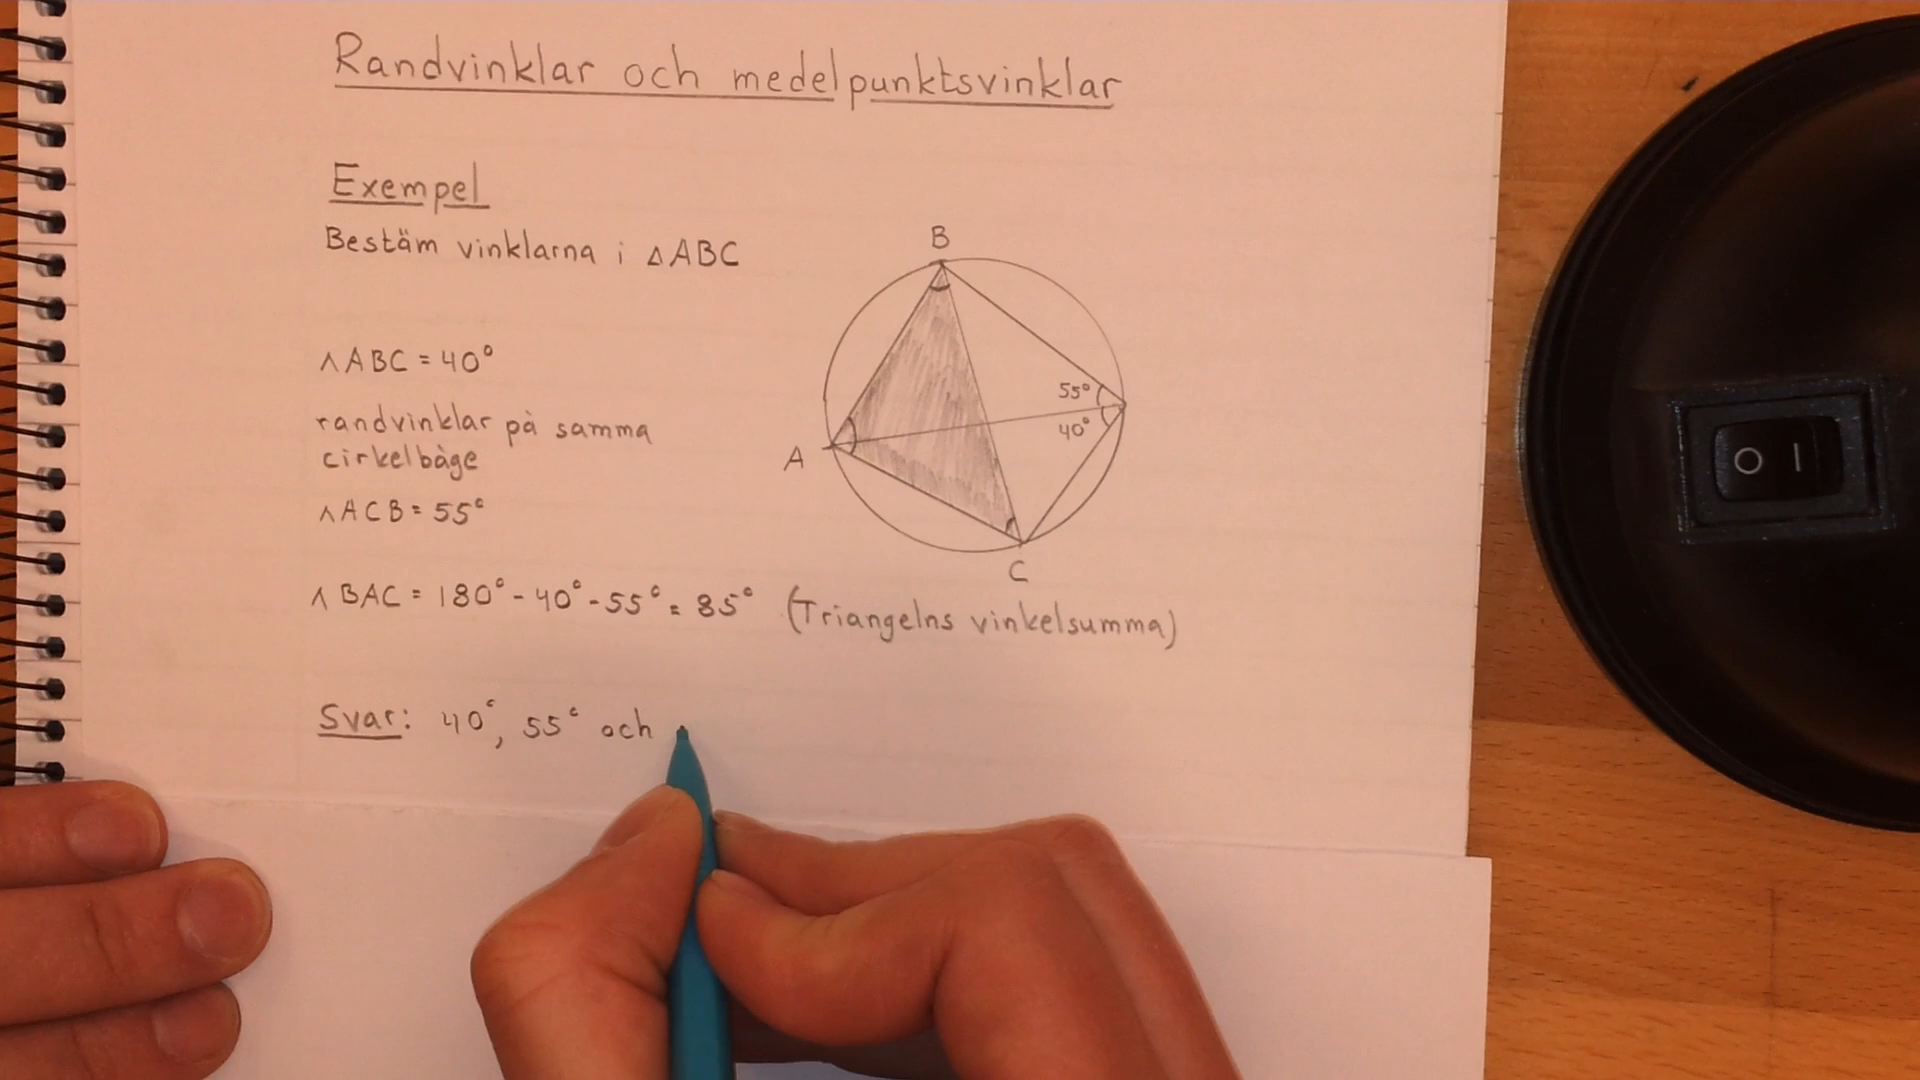 Randvinklar och medelpunktsvinklar
Exempel
Bestäm vinklarna i △ABC
∧ABC = 40°
randvinklar på samma
cirkelbåge
∧ACB = 55°
∧BAC = 180° - 40° - 55° = 85° (Triangelns vinkelsumma)
Svar: 40°, 55° och
B
55°
40°
A
C
O I